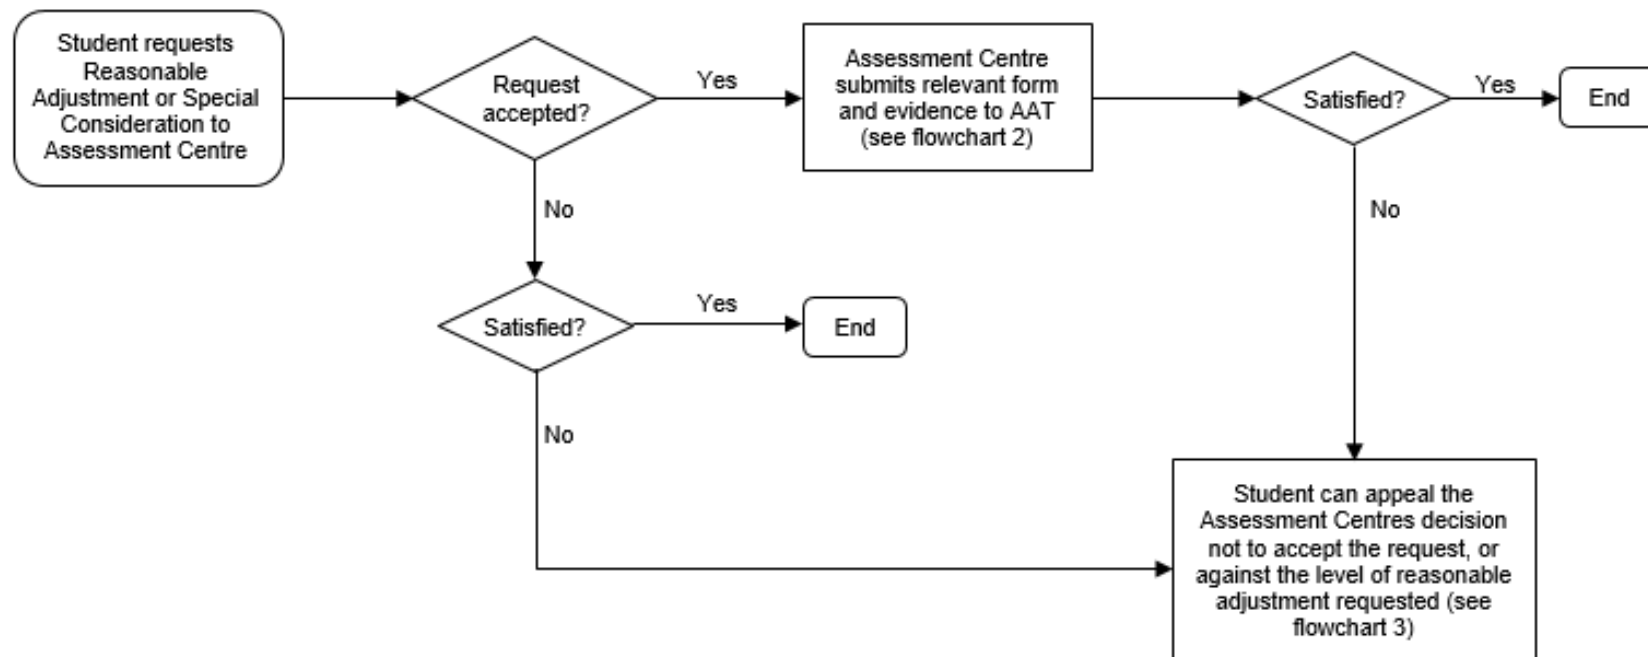 Student requests
Reasonable
Adjustment or Special
Consideration to
Assessment Centre
Request
accepted?
Yes
Assessment Centre
submits relevant form
and evidence to AAT
(see flowchart 2)
Satisfied?
Yes
End
No
No
Satisfied?
Yes
End
No
Student can appeal the
Assessment Centres decision
not to accept the request, or
against the level of reasonable
adjustment requested (see
flowchart 3)